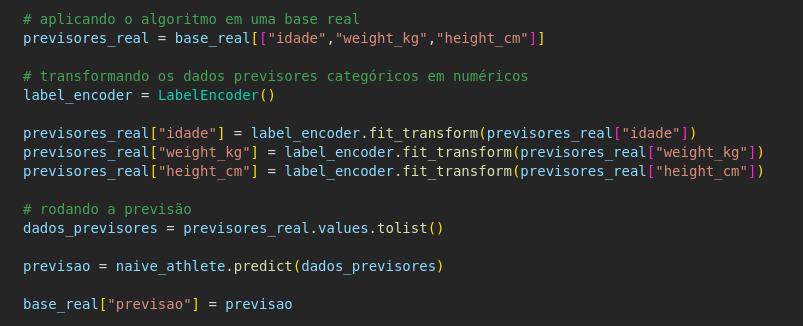 # aplicando o algoritmo em uma base real
previsores_real = base_real[["idade","weight_kg","height_cm"]]
# transformando os dados previsores categóricos em numéricos
label_encoder = LabelEncoder()
previsores_real["idade"] = label_encoder.fit_transform(previsores_real["idade"])
previsores_real["weight_kg"] = label_encoder.fit_transform(previsores_real["weight_kg"])
previsores_real["height_cm"] = label_encoder.fit_transform(previsores_real["height_cm"])
# rodando a previsão
dados_previsores = previsores_real.values.tolist()
previsao = naive_athlete.predict(dados_previsores)
base_real["previsao"] = previsao